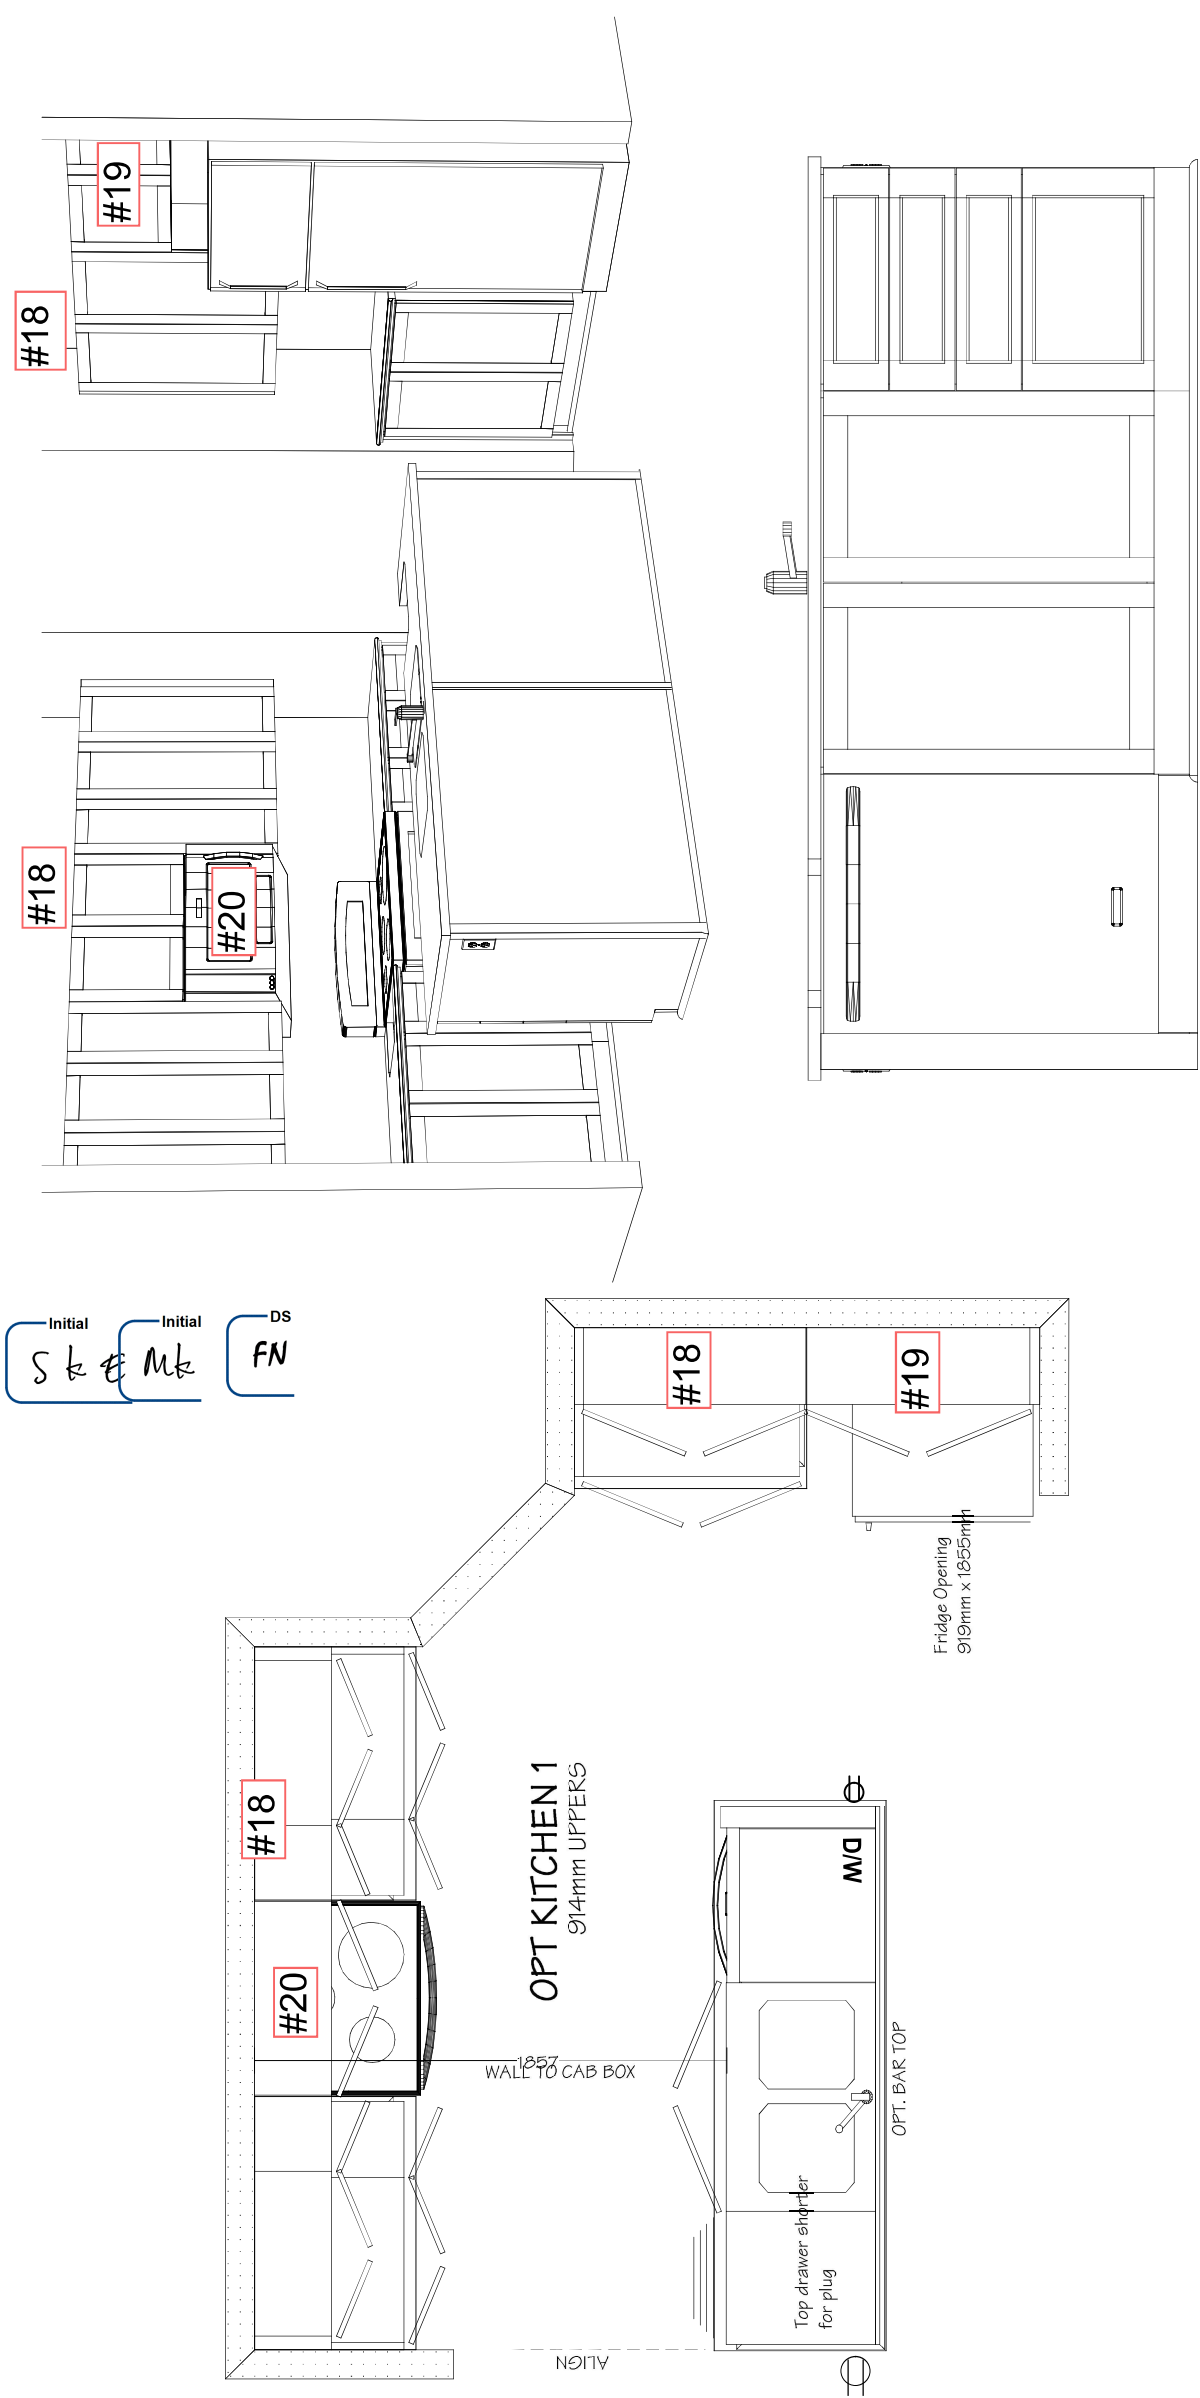 #19
#18
#18
#20
Initial
Initial
DS
S K
MK
FN
#18
#19
Fridge Opening
919mm x 1855mm
#18
#20
OPT KITCHEN 1
914mm UPPERS
1857
WALL TO CAB BOX
D/W
OPT. BAR TOP
Top drawer shorter
for plug
ALIGN